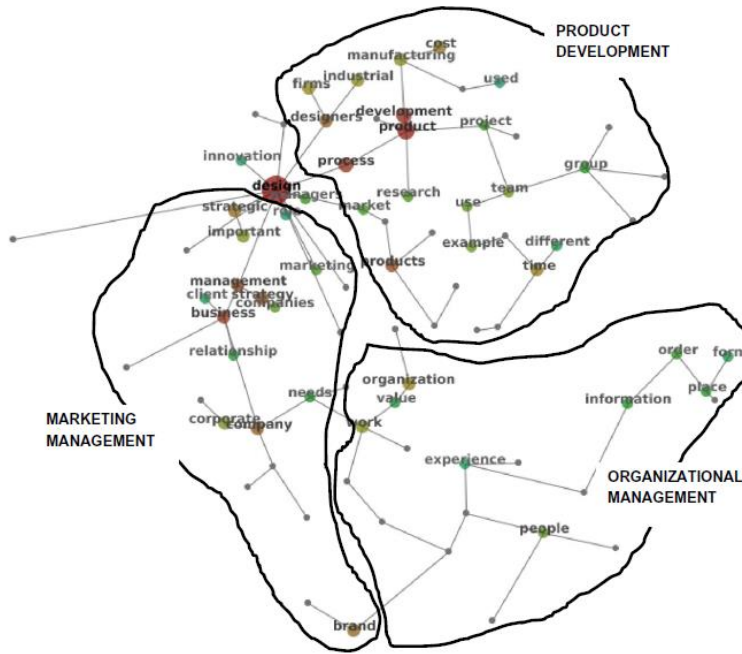 PRODUCT
DEVELOPMENT
cost
manufacturing
industrial
firms
used
development
designers
product
project
innovation
process
group
design
managers
team
research
strategic
role
market
use
important
example
different
marketing
products
time
management
client strategy
companies
business
relationship
order
form
organization
needs
value
place
information
MARKETING
MANAGEMENT
corporate
company
work
experience
ORGANIZATIONAL
MANAGEMENT
people
brand